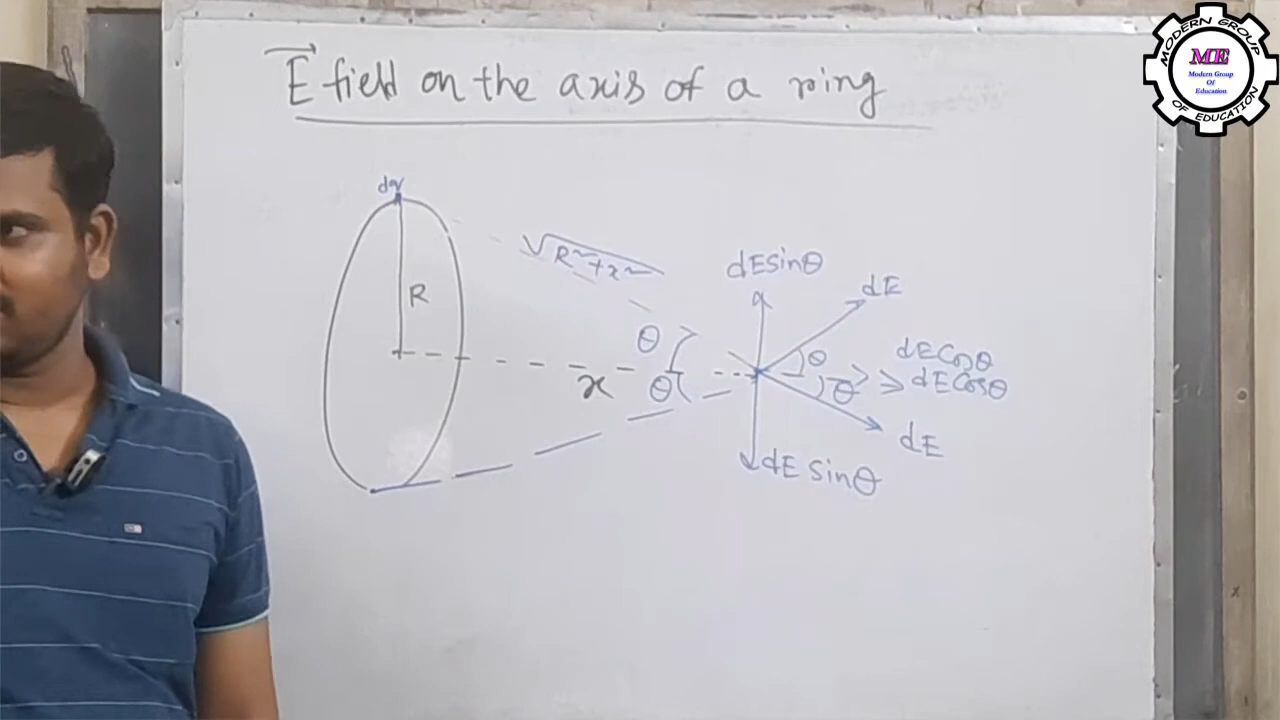 E field on the axis of a ring
dq
√R²+x²
R
dE sinθ
dE
θ
θ
dE Cosθ
x
θ
θ
dE Cosθ
dE
dE sinθ
MODERN GROUP
ME
Modern Group
Of
Education
OF EDUCATION